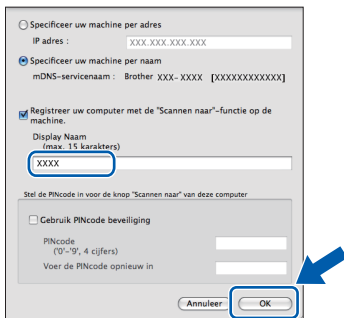 Specificeer uw machine per adres
IP adres : XXX.XXX.XXX.XXX
Specificeer uw machine per naam
mDNS-servicenaam : Brother XXX-XXXX [XXXXXXXXXXXX]
Registreer uw computer met de "Scannen naar"-functie op de
machine.
Display Naam
(max. 15 karakters)
XXXX
Stel de PINcode in voor de knop "Scannen naar" van deze computer
Gebruik PINcode beveiliging
PINcode
('0'-'9', 4 cijfers)
Voer de PINcode opnieuw in
Annuleer OK